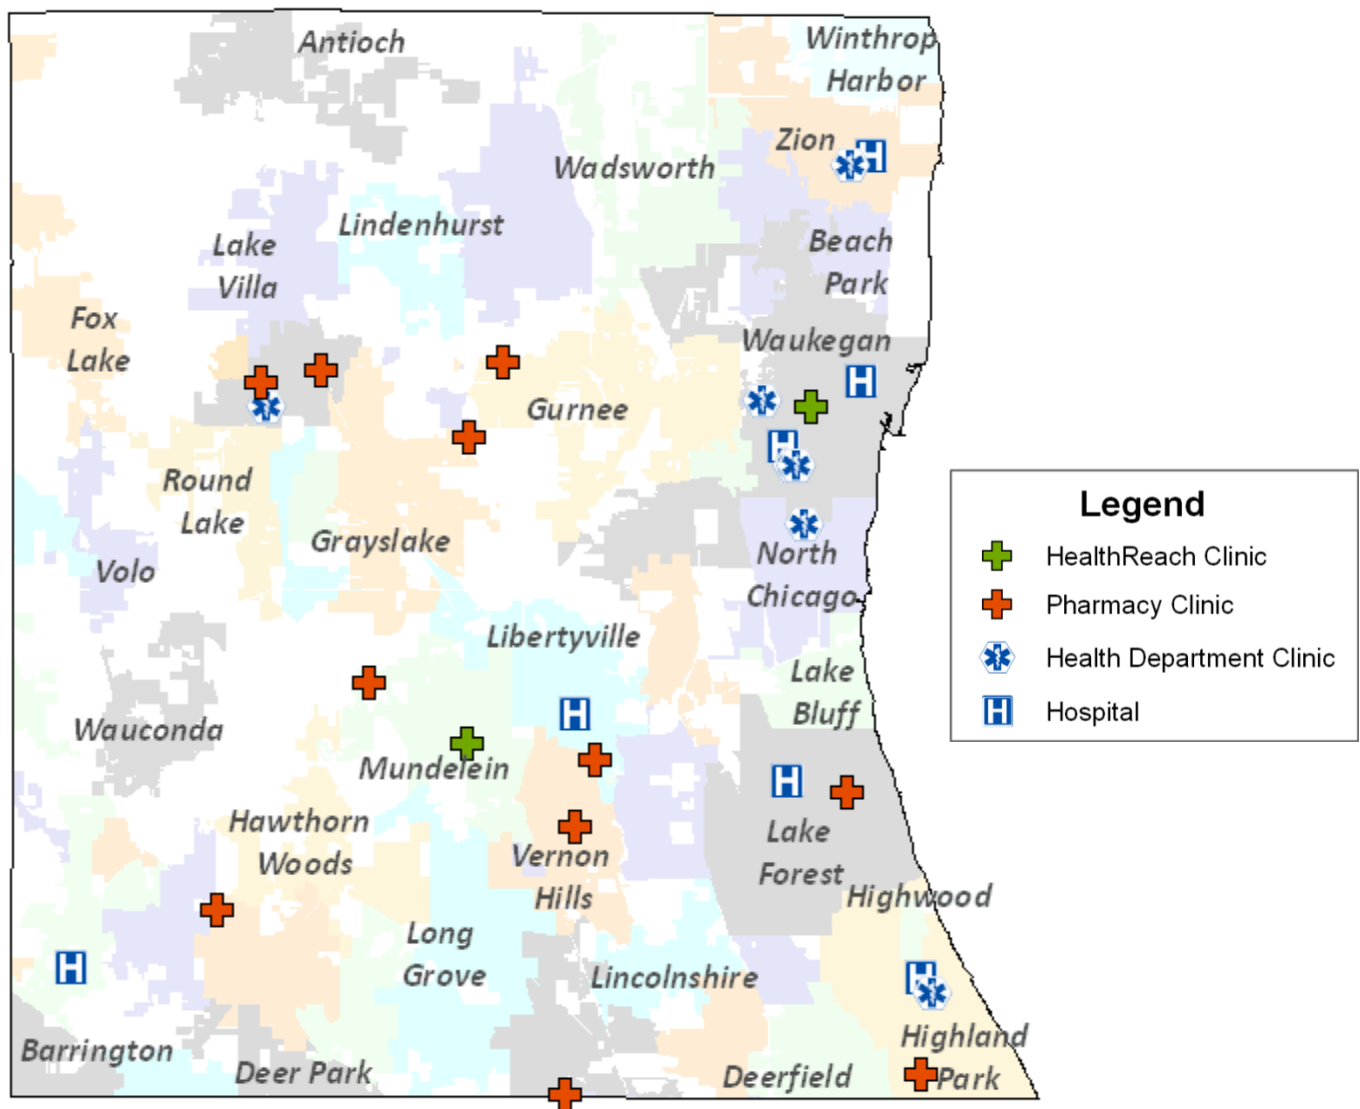 Antioch
Winthrop
Harbor
Zion
Wadsworth
Lindenhurst
Lake
Villa
Beach
Park
Fox
Lake
Waukegan
Gurnee
Round
Lake
Grayslake
Volo
North
Chicago
Libertyville
Lake
Bluff
Wauconda
Mundelein
Hawthorn
Woods
Vernon
Hills
Lake
Forest
Highwood
Long
Grove
Lincolnshire
Barrington
Deer Park
Deerfield
Highland
Park
Legend
HealthReach Clinic
Pharmacy Clinic
Health Department Clinic
H Hospital
H
H
H
H
H
H
H